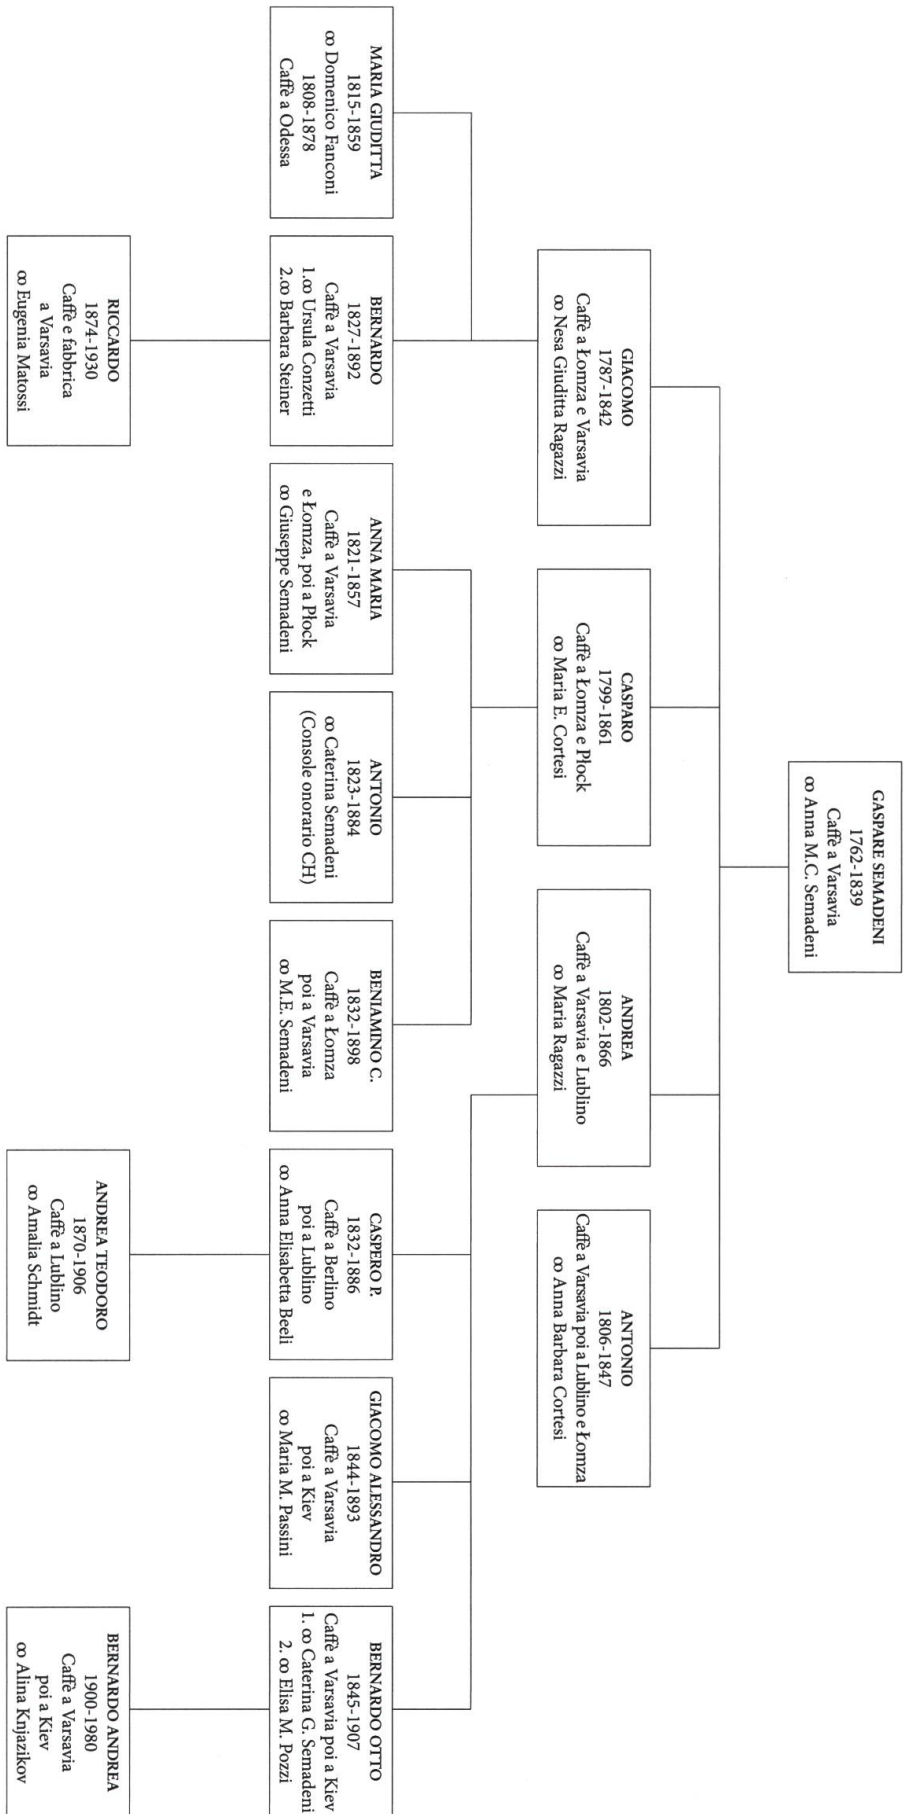 GASPARE SEMADENI
1762-1839
Caffè a Varsavia
ꝏ Anna M.C. Semadeni
GIACOMO
1787-1842
Caffè a Łomza e Varsavia
ꝏ Nesa Giuditta Ragazzi
CASPARO
1799-1861
Caffè a Łomza e Płock
ꝏ Maria E. Cortesi
ANDREA
1802-1866
Caffè a Varsavia e Lublino
ꝏ Maria Ragazzi
ANTONIO
1806-1847
Caffè a Varsavia poi a Lublino e Łomza
ꝏ Anna Barbara Cortesi
MARIA GIUDITTA
1815-1859
ꝏ Domenico Fanconi
1808-1878
Caffè a Odessa
BERNARDO
1827-1892
Caffè a Varsavia
1.ꝏ Ursula Conzetti
2.ꝏ Barbara Steiner
ANNA MARIA
1821-1857
Caffè a Varsavia
e Łomza, poi a Płock
ꝏ Giuseppe Semadeni
ANTONIO
1823-1884
ꝏ Caterina Semadeni
(Console onorario CH)
BENIAMINO C.
1832-1898
Caffè a Łomza
poi a Varsavia
ꝏ M.E. Semadeni
CASPERO P.
1832-1886
Caffè a Berlino
poi a Lublino
ꝏ Anna Elisabetta Beeli
GIACOMO ALESSANDRO
1844-1893
Caffè a Varsavia
poi a Kiev
ꝏ Maria M. Passini
BERNARDO OTTO
1845-1907
Caffè a Varsavia poi a Kiev
1. ꝏ Caterina G. Semadeni
2. ꝏ Elisa M. Pozzi
RICCARDO
1874-1930
Caffè e fabbrica
a Varsavia
ꝏ Eugenia Matossi
ANDREA TEODORO
1870-1906
Caffè a Lublino
ꝏ Amalia Schmidt
BERNARDO ANDREA
1900-1980
Caffè a Varsavia
poi a Kiev
ꝏ Alina Knjazikov